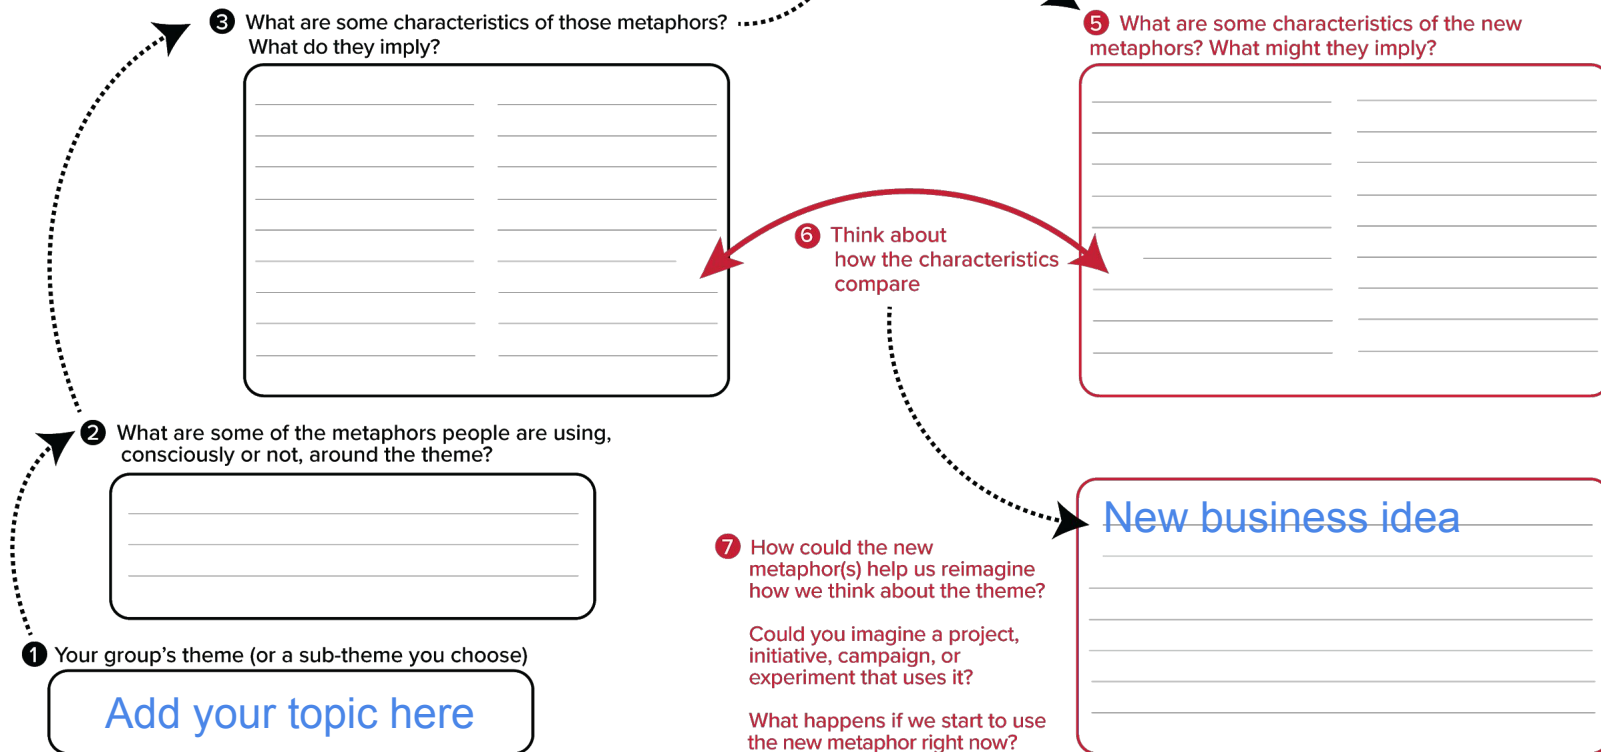 3 What are some characteristics of those metaphors?
What do they imply?
5 What are some characteristics of the new
metaphors? What might they imply?
6 Think about
how the characteristics
compare
2 What are some of the metaphors people are using,
consciously or not, around the theme?
New business idea
7 How could the new
metaphor(s) help us reimagine
how we think about the theme?
Could you imagine a project,
initiative, campaign, or
experiment that uses it?
What happens if we start to use
the new metaphor right now?
1 Your group's theme (or a sub-theme you choose)
Add your topic here